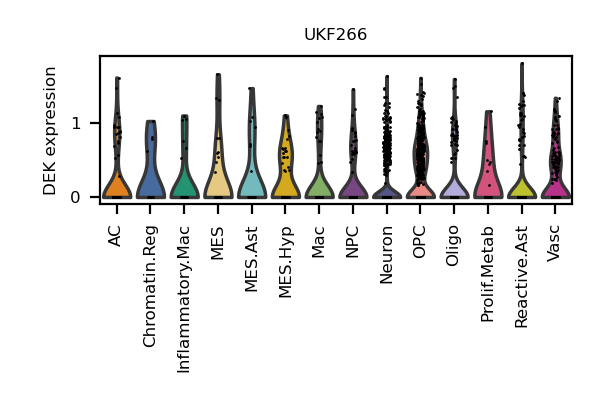 UKF266
DEK expression
1
0
AC
Chromatin.Reg
Inflammatory.Mac
MES
MES.Ast
MES.Hyp
Mac
NPC
Neuron
OPC
Oligo
Prolif.Metab
Reactive.Ast
Vasc